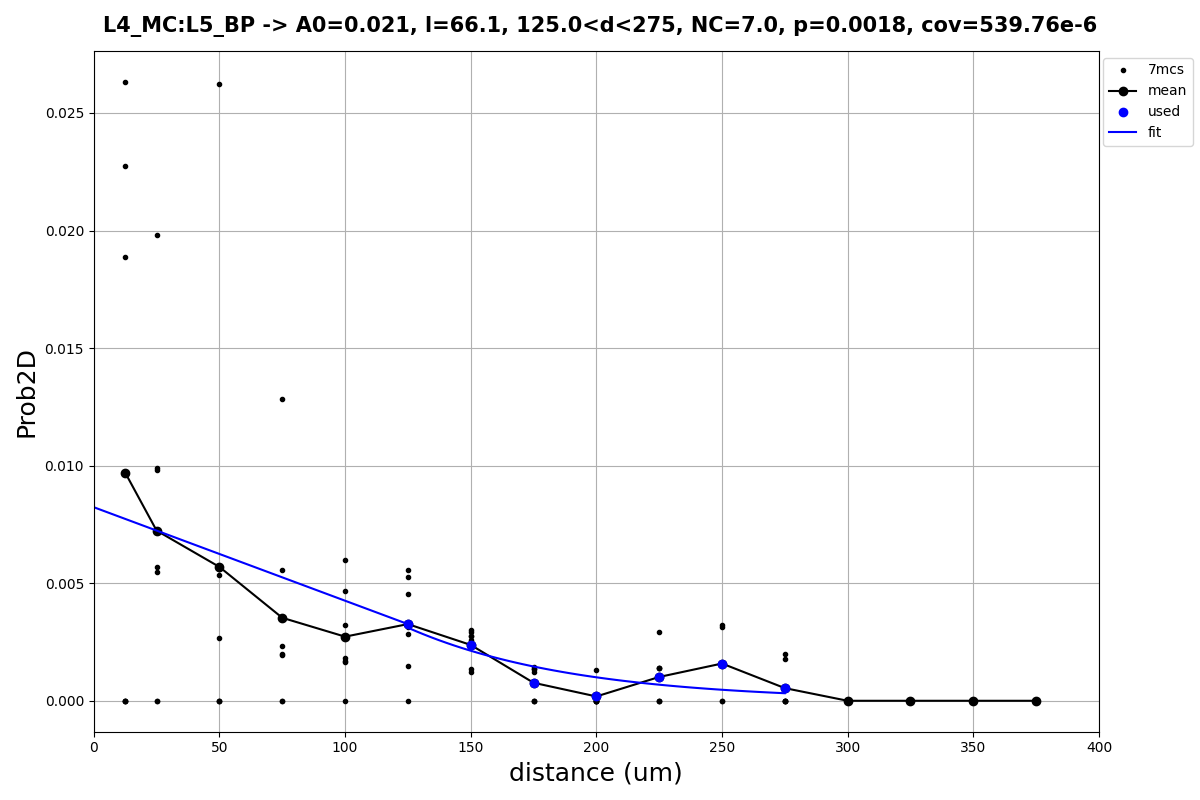 L4_MC:L5_BP -> A0=0.021, l=66.1, 125.0<d<275, NC=7.0, p=0.0018, cov=539.76e-6
7mcs
mean
used
fit
0.025
0.020
0.015
0.010
0.005
0.000
Prob2D
0 50 100 150 200 250 300 350 400
distance (um)